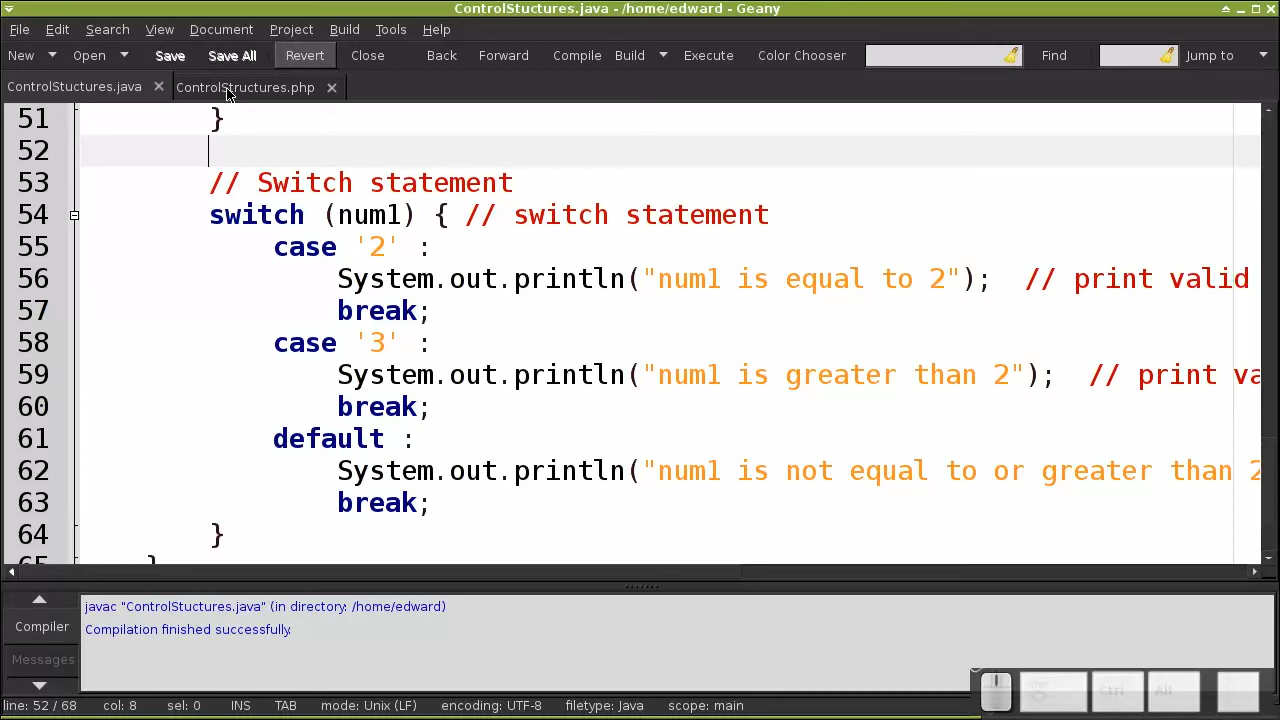 ControlStuctures.java - /home/edward - Geany
File Edit Search View Document Project Build Tools Help
New Open Save Save All Revert Close Back Forward Compile Build Execute Color Chooser Find Jump to
ControlStuctures.java ControlStructures.php
51 }
52
53 // Switch statement
54 switch (num1) { // switch statement
55 case '2' :
56 System.out.println("num1 is equal to 2"); // print valid
57 break;
58 case '3' :
59 System.out.println("num1 is greater than 2"); // print va
60 break;
61 default :
62 System.out.println("num1 is not equal to or greater than 2
63 break;
64 }
65 }
Compiler
Messages
javac "ControlStuctures.java" (in directory: /home/edward)
Compilation finished successfully.
Ctrl Alt
line: 52 / 68 col: 8 sel: 0 INS TAB mode: Unix (LF) encoding: UTF-8 filetype: Java scope: main